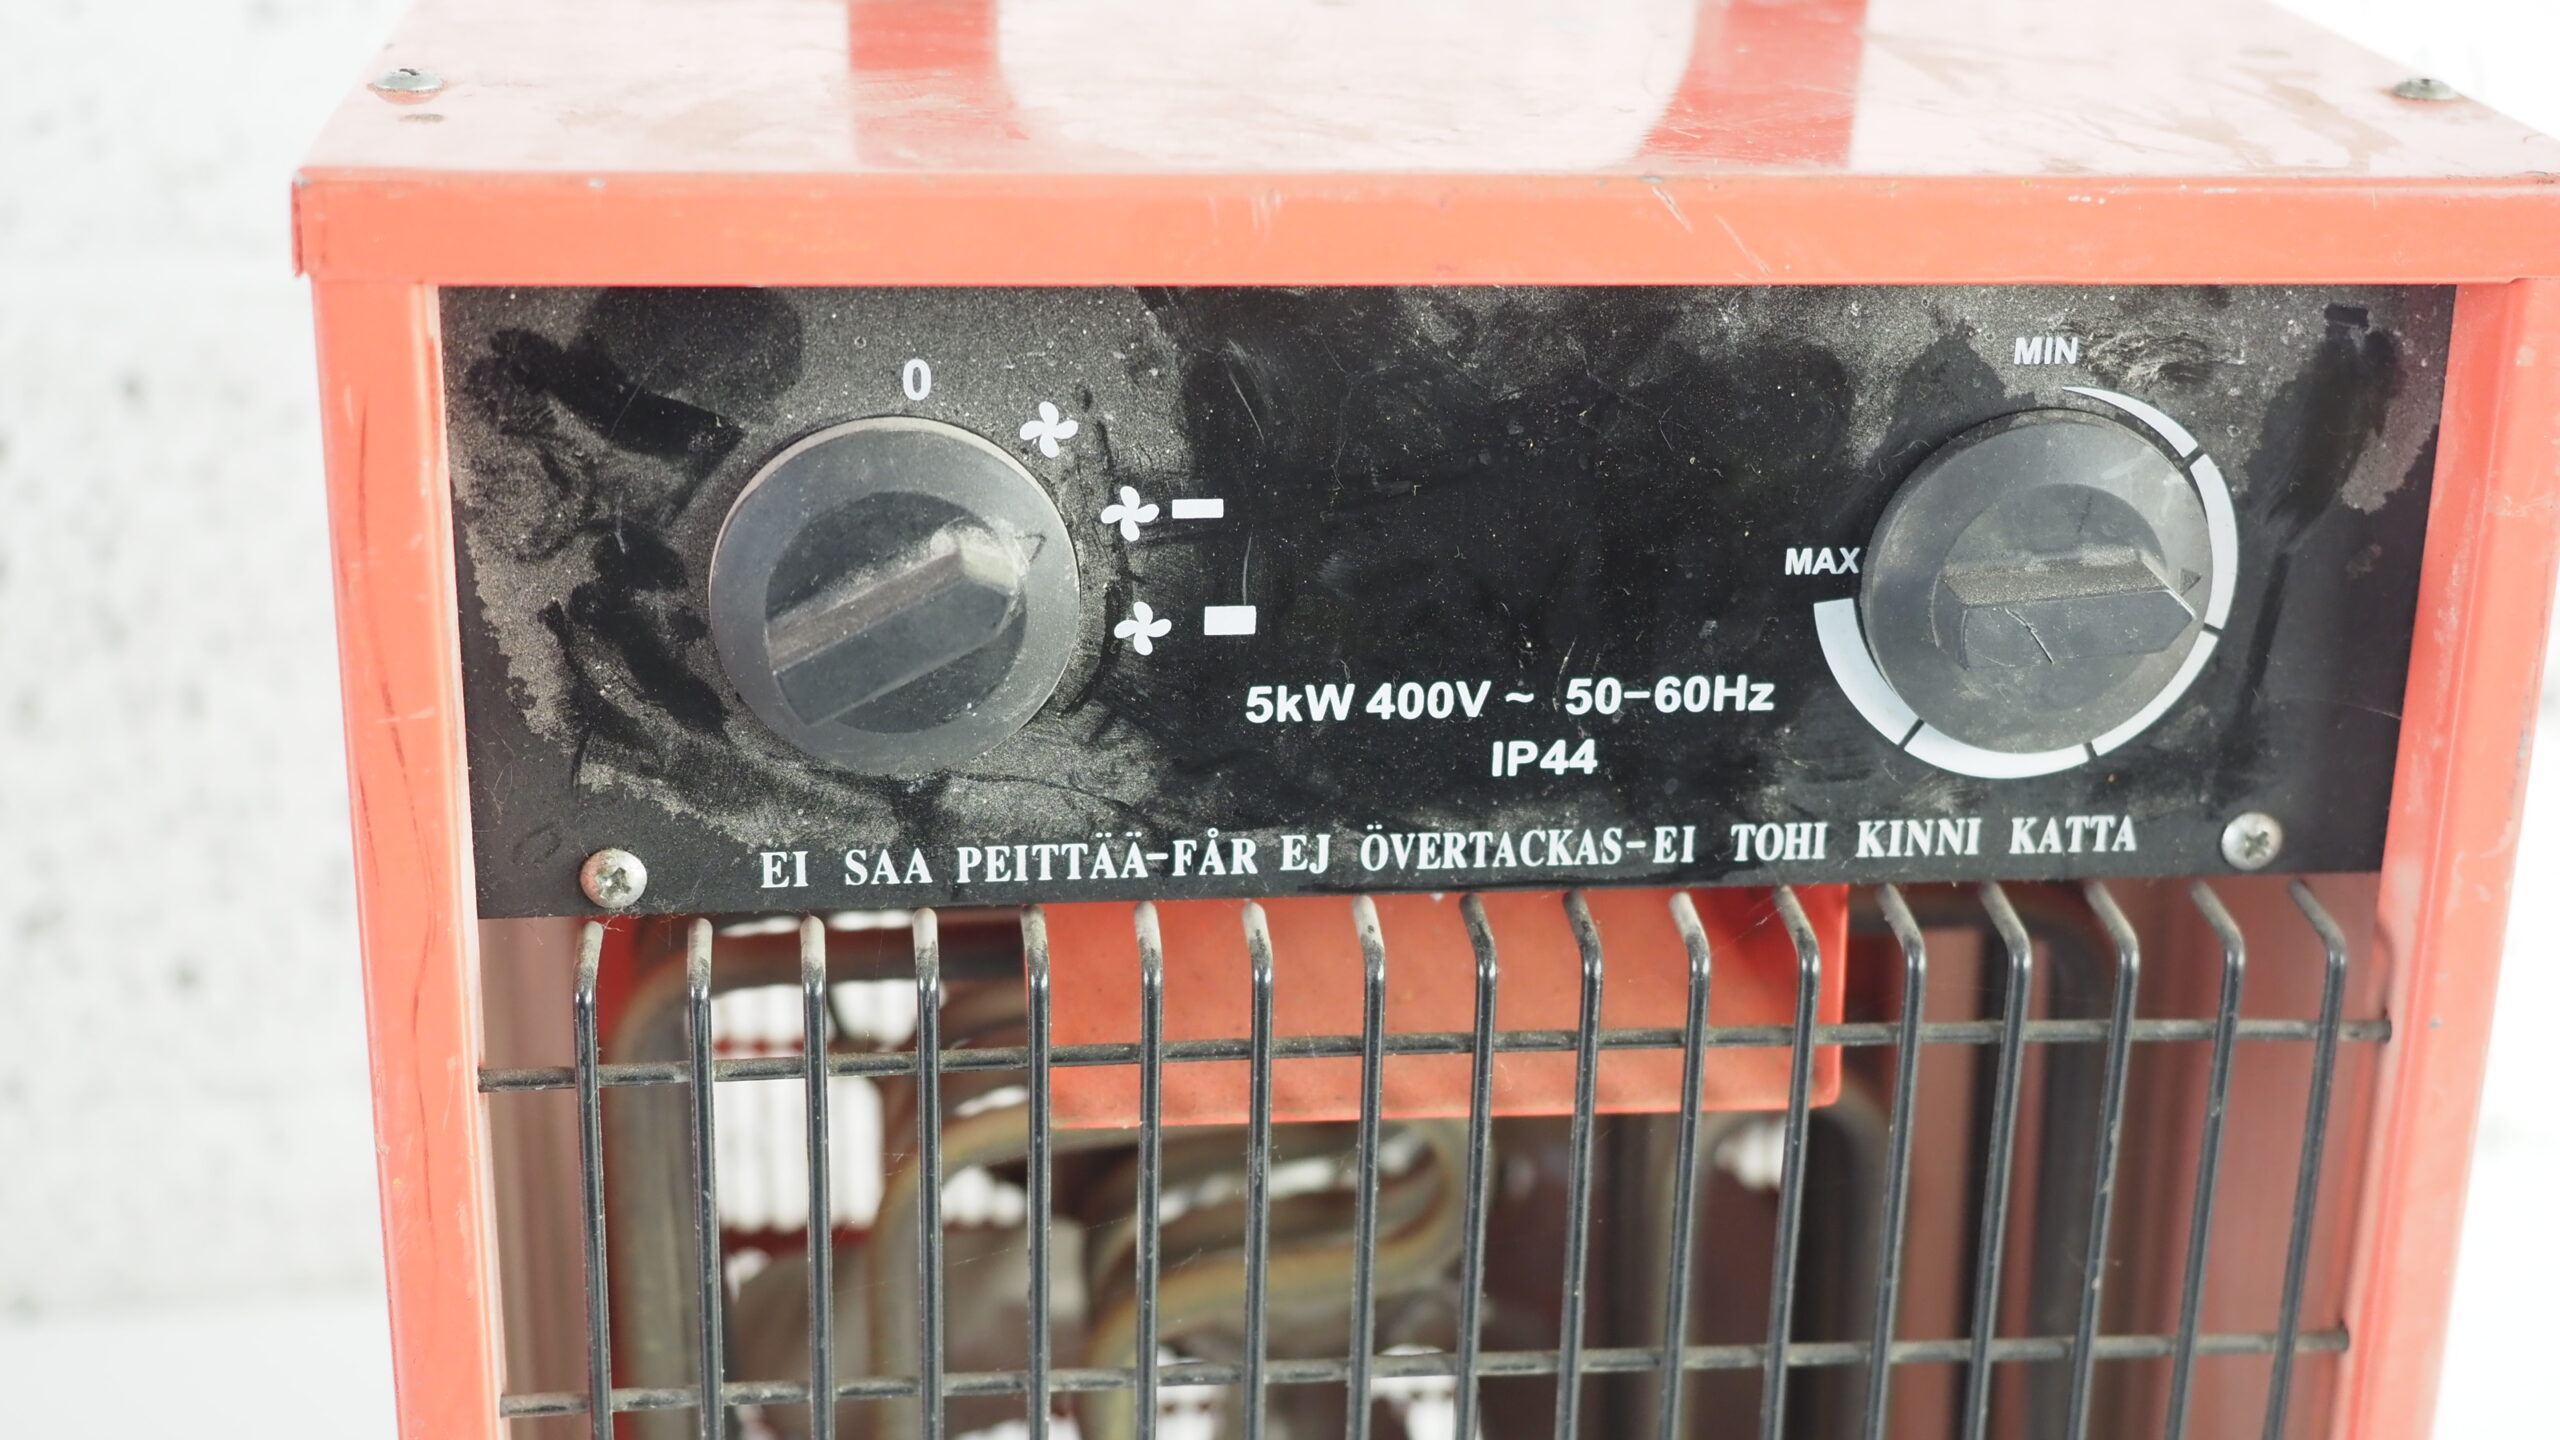 0
MIN
MAX
5kW 400V ~ 50-60Hz
IP44
EI SAA PEITTÄÄ-FÅR EJ ÖVERTACKAS-EI TOHI KINNI KATTA